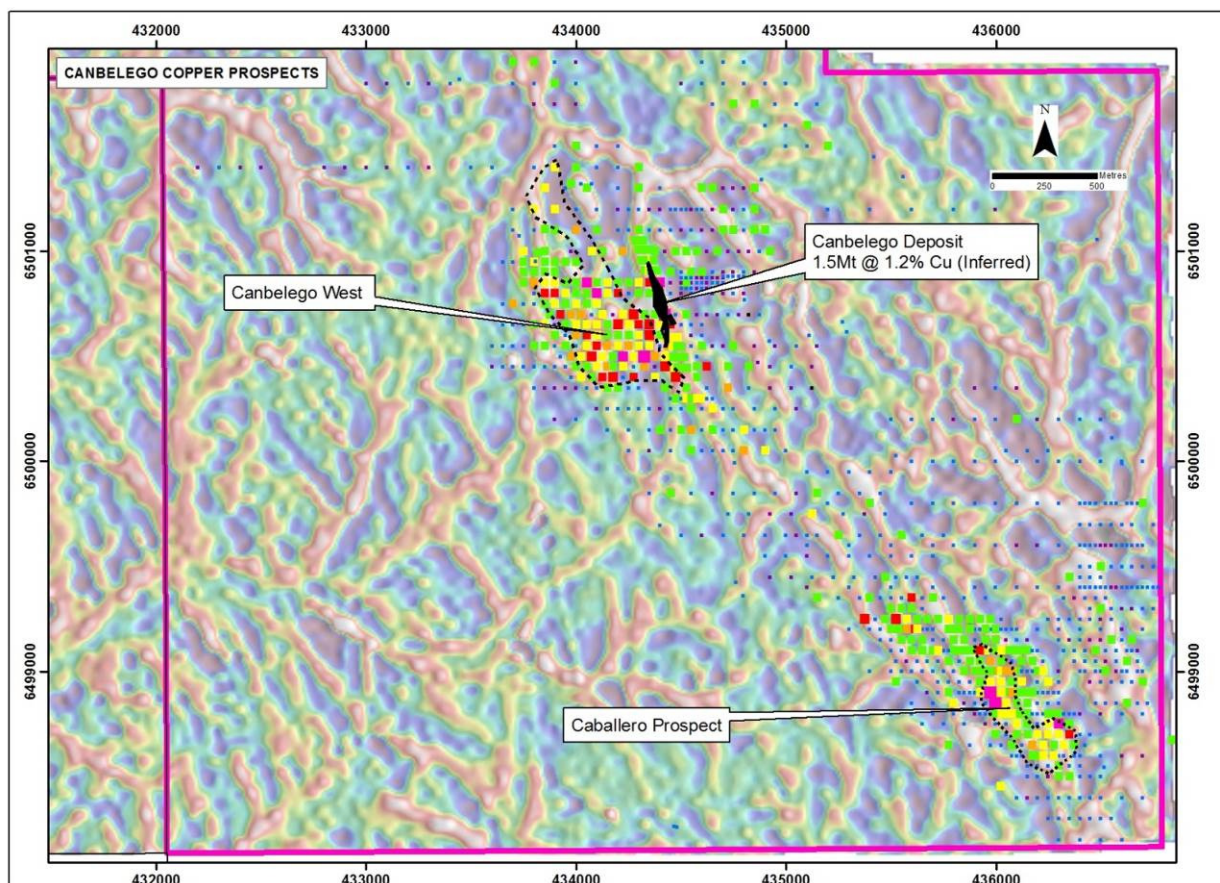 432000 433000 434000 435000 436000
CANBELEGO COPPER PROSPECTS
N
Metres
0 250 500
6501000 6501000
Canbelego Deposit
1.5Mt @ 1.2% Cu (Inferred)
Canbelego West
6500000 6500000
6499000 6499000
Caballero Prospect
432000 433000 434000 435000 436000